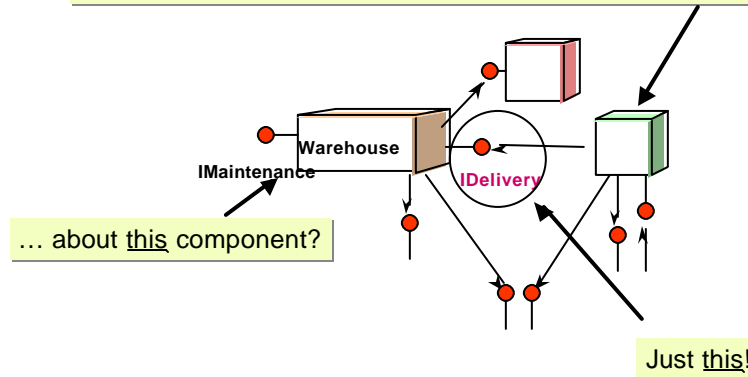 Warehouse
IMaintenance
IDelivery
… about this component?
Just this!